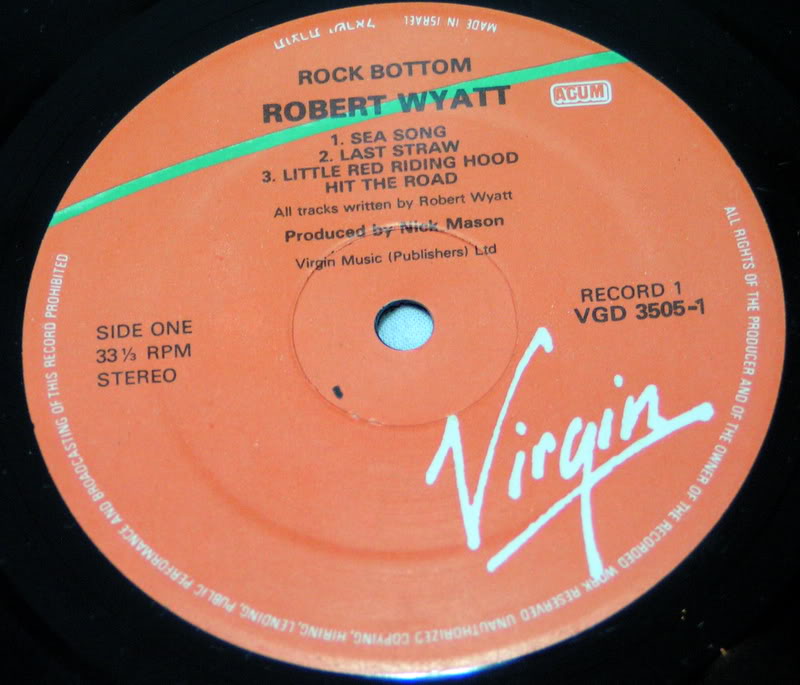 תוצרת ישראל MADE IN ISRAEL
ROCK BOTTOM
ROBERT WYATT
ACUM
1. SEA SONG
2. LAST STRAW
3. LITTLE RED RIDING HOOD
HIT THE ROAD
All tracks written by Robert Wyatt
Produced by Nick Mason
Virgin Music (Publishers) Ltd
SIDE ONE
33⅓ RPM
STEREO
RECORD 1
VGD 3505-1
Virgin
ALL RIGHTS OF THE PRODUCER AND OF THE OWNER OF THE RECORDED WORK RESERVED UNAUTHORIZED COPYING, HIRING, LENDING, PUBLIC PERFORMANCE AND BROADCASTING OF THIS RECORD PROHIBITED